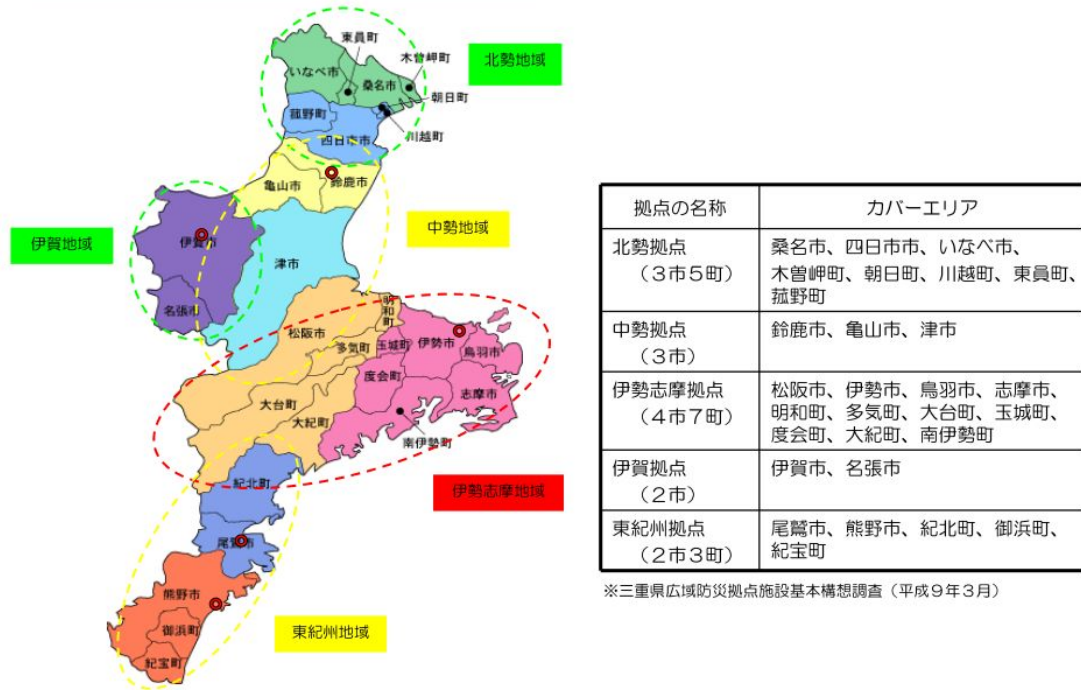 東員町
木曽岬町
いなべ市
桑名市
北勢地域
朝日町
菰野町
四日市市
川越町
亀山市
鈴鹿市
中勢地域
伊賀地域
伊賀市
津市
名張市
明和町
松阪市
伊勢市
多気町
玉城町
鳥羽市
度会町
志摩市
大台町
大紀町
南伊勢町
紀北町
伊勢志摩地域
尾鷲市
熊野市
東紀州地域
御浜町
紀宝町
拠点の名称 カバーエリア
北勢拠点 桑名市、四日市市、いなべ市、
(3市5町) 木曽岬町、朝日町、川越町、東員町、
菰野町
中勢拠点 鈴鹿市、亀山市、津市
(3市)
伊勢志摩拠点 松阪市、伊勢市、鳥羽市、志摩市、
(4市7町) 明和町、多気町、大台町、玉城町、
度会町、大紀町、南伊勢町
伊賀拠点 伊賀市、名張市
(2市)
東紀州拠点 尾鷲市、熊野市、紀北町、御浜町、
(2市3町) 紀宝町
※三重県広域防災拠点施設基本構想調査(平成9年3月)